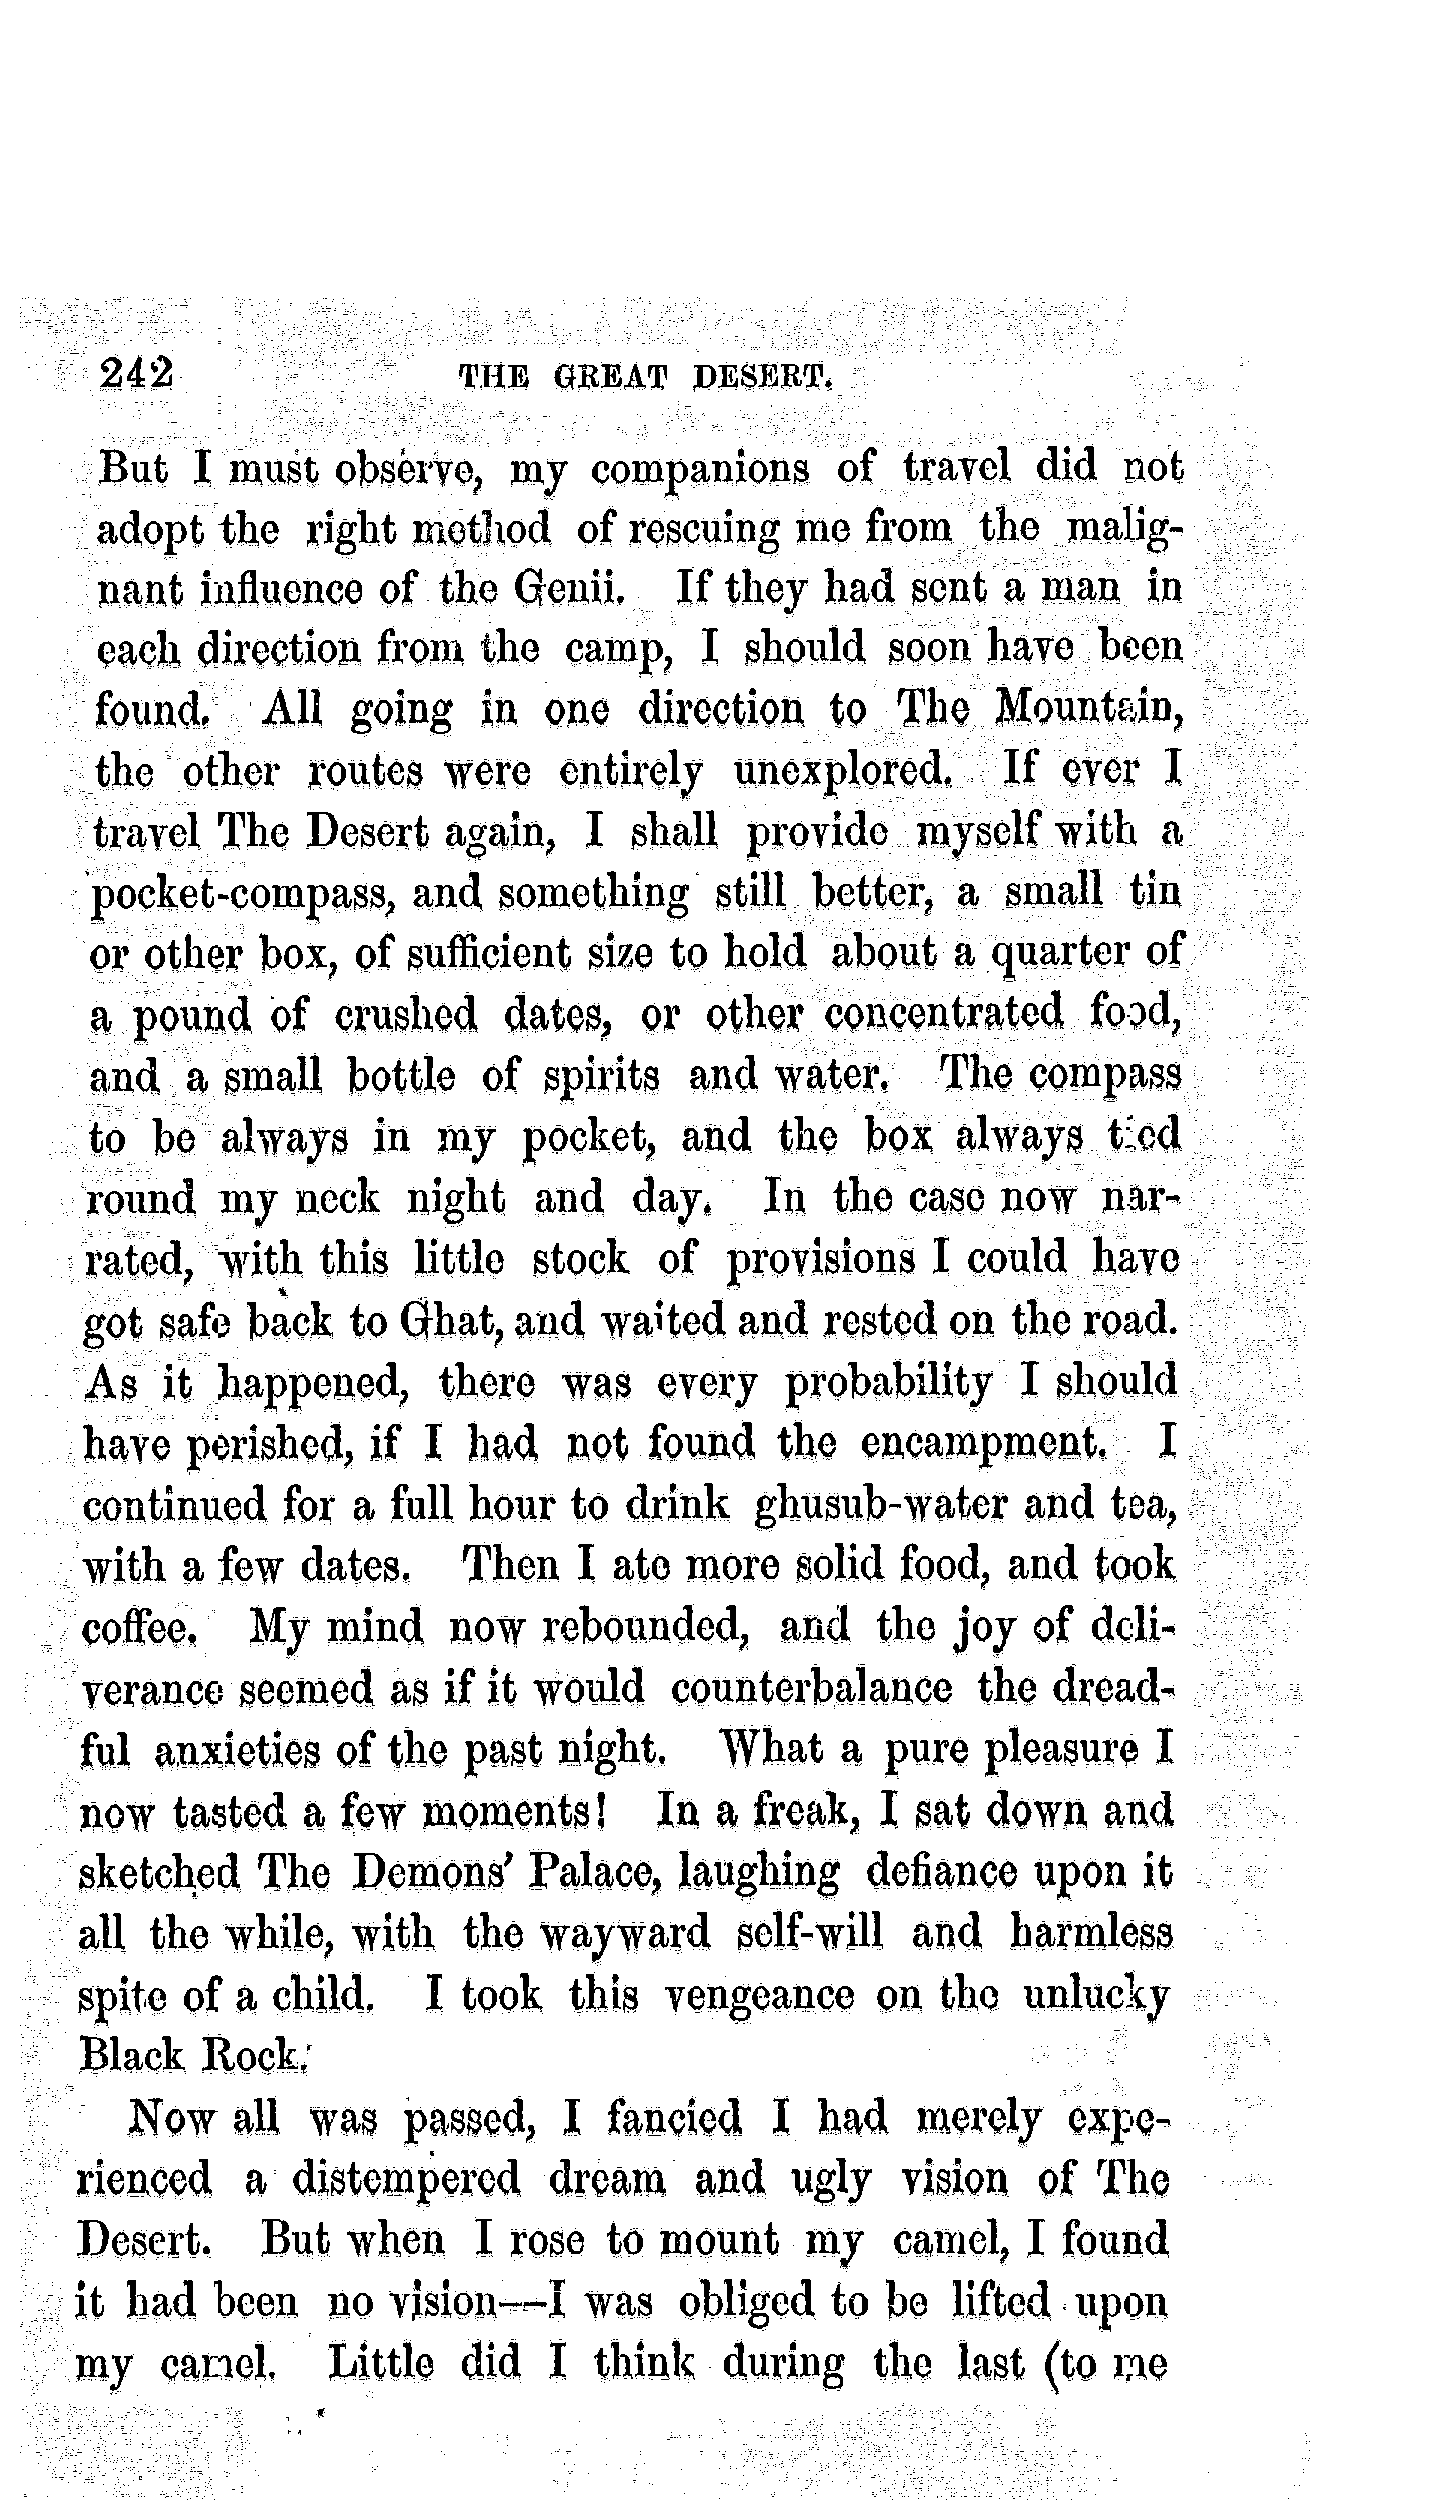 242 THE GREAT DESERT.
But I must observe, my companions of travel did not
adopt the right method of rescuing me from the malig-
nant influence of the Genii. If they had sent a man in
each direction from the camp, I should soon have been
found. All going in one direction to The Mountain,
the other routes were entirely unexplored. If ever I
travel The Desert again, I shall provide myself with a
pocket-compass, and something still better, a small tin
or other box, of sufficient size to hold about a quarter of
a pound of crushed dates, or other concentrated food,
and a small bottle of spirits and water. The compass
to be always in my pocket, and the box always tied
round my neck night and day. In the case now nar-
rated, with this little stock of provisions I could have
got safe back to Ghat, and waited and rested on the road.
As it happened, there was every probability I should
have perished, if I had not found the encampment. I
continued for a full hour to drink ghusub-water and tea,
with a few dates. Then I ate more solid food, and took
coffee. My mind now rebounded, and the joy of deli-
verance seemed as if it would counterbalance the dread-
ful anxieties of the past night. What a pure pleasure I
now tasted a few moments! In a freak, I sat down and
sketched The Demons' Palace, laughing defiance upon it
all the while, with the wayward self-will and harmless
spite of a child. I took this vengeance on the unlucky
Black Rock.
Now all was passed, I fancied I had merely expe-
rienced a distempered dream and ugly vision of The
Desert. But when I rose to mount my camel, I found
it had been no vision—I was obliged to be lifted upon
my camel. Little did I think during the last (to me